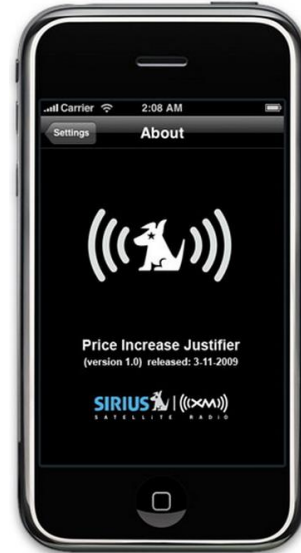 Carrier 2:08 AM
Settings About
Price Increase Justifier
(version 1.0) released: 3-11-2009
SIRIUS | ((XM))
SATELLITE RADIO